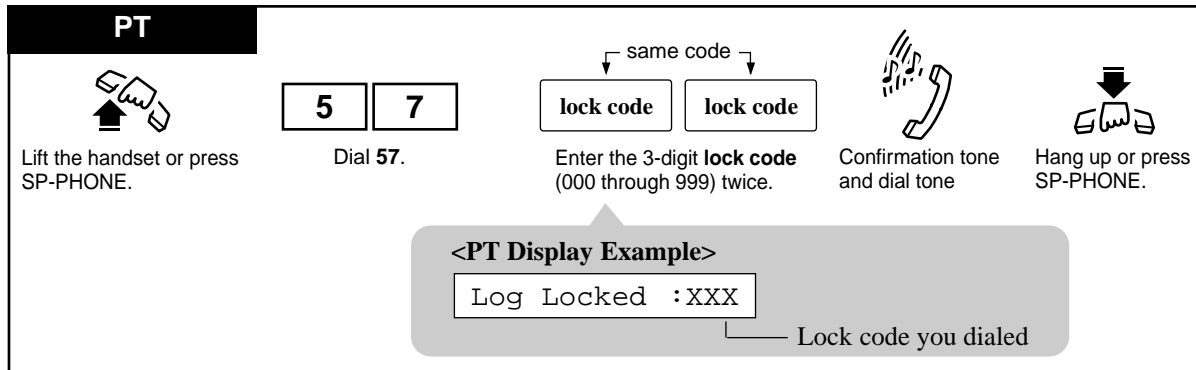 PT
same code
5 7
lock code lock code
Lift the handset or press
SP-PHONE.
Dial 57.
Enter the 3-digit lock code
(000 through 999) twice.
Confirmation tone
and dial tone
Hang up or press
SP-PHONE.
<PT Display Example>
Log Locked :XXX
Lock code you dialed